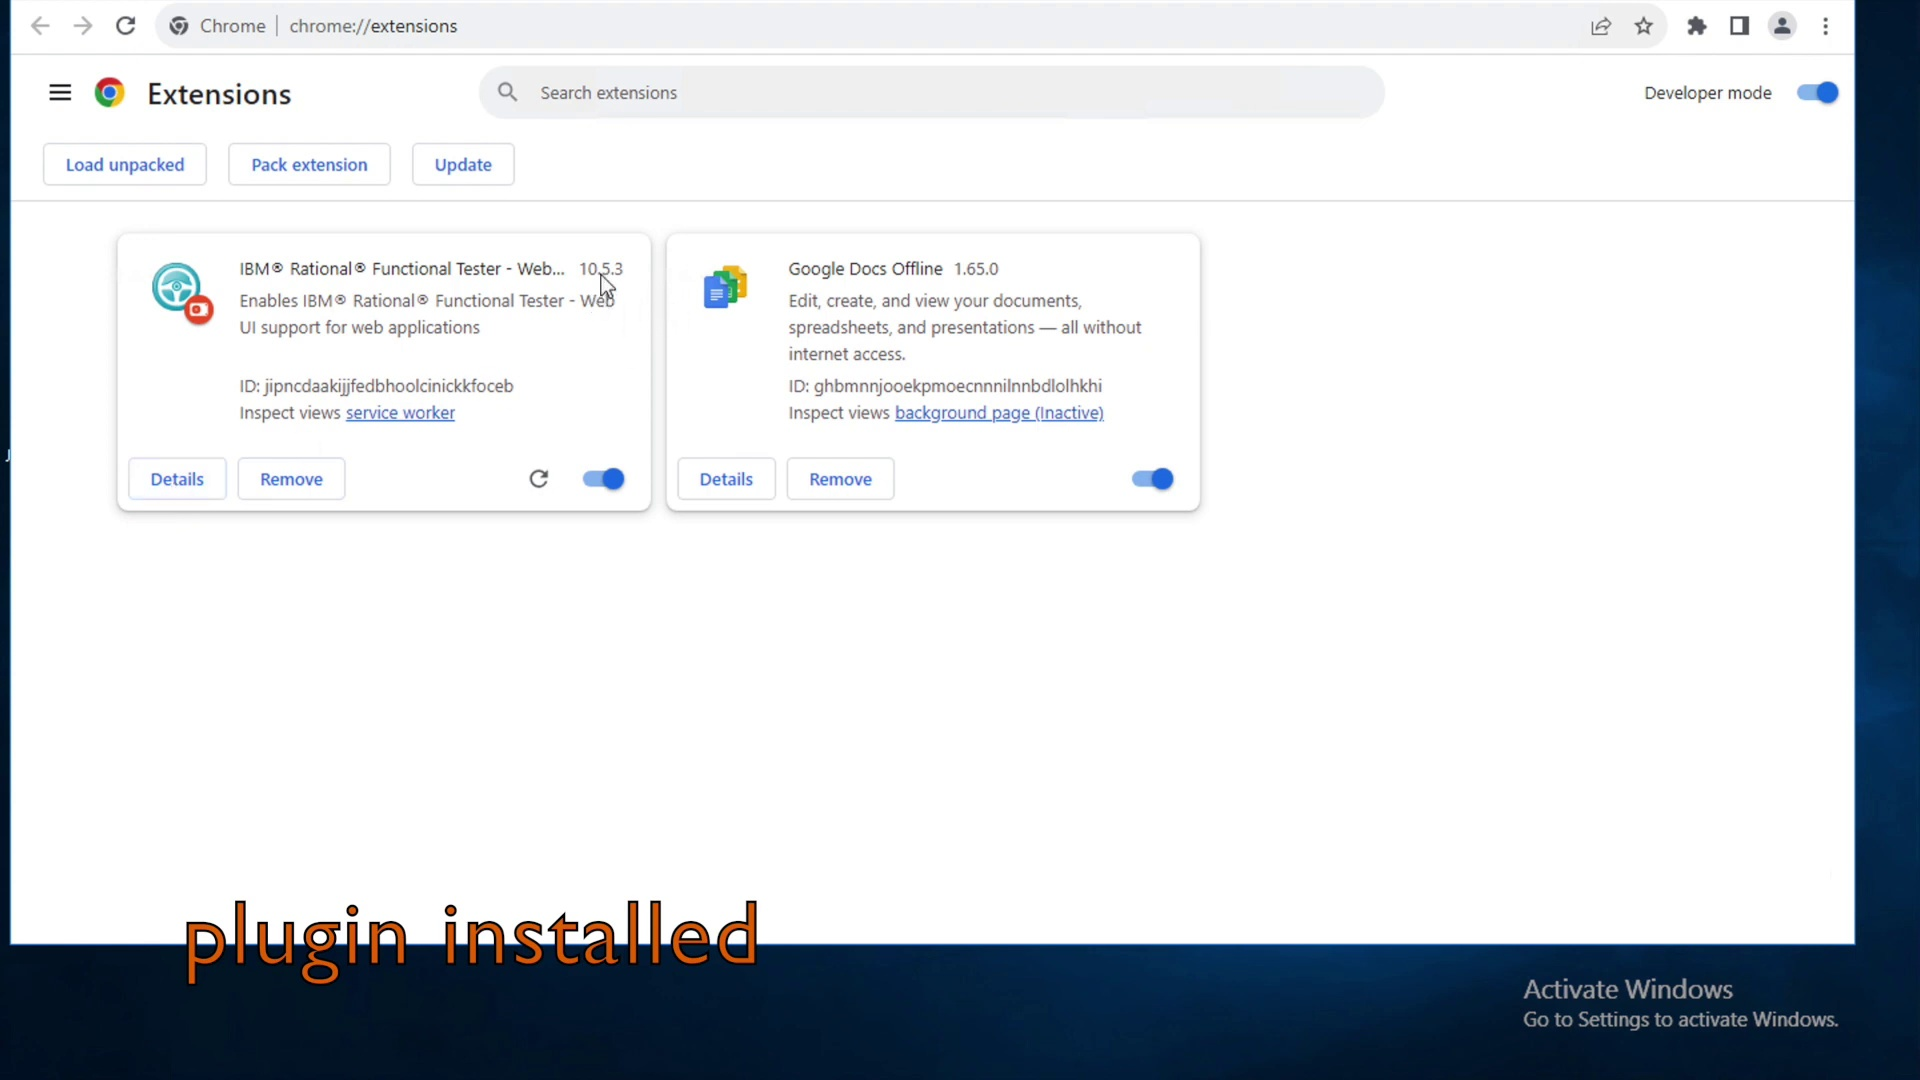 Chrome | chrome://extensions
Extensions
Search extensions
Developer mode
Load unpacked
Pack extension
Update
IBM® Rational® Functional Tester - Web... 10.5.3
Enables IBM® Rational® Functional Tester - Web
UI support for web applications
ID: jipncdaakijjfedbhoolcinickkfoceb
Inspect views service worker
Details
Remove
Google Docs Offline 1.65.0
Edit, create, and view your documents,
spreadsheets, and presentations — all without
internet access.
ID: ghbmnnjooekpmoecnnnilnnbdlolhkhi
Inspect views background page (Inactive)
Details
Remove
plugin installed
Activate Windows
Go to Settings to activate Windows.